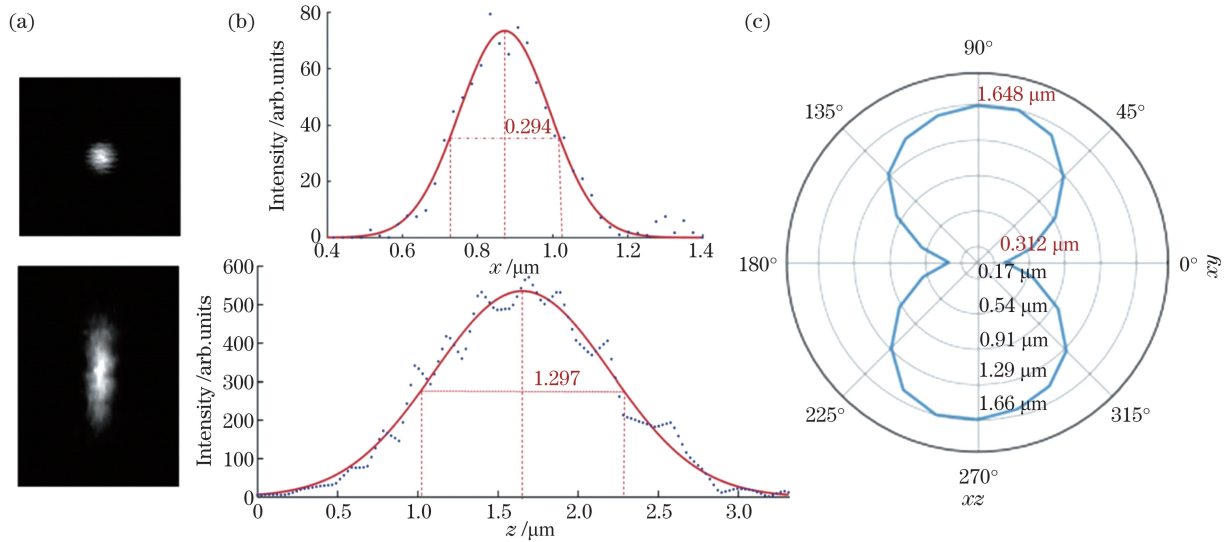 (a)
(b)
80
60
40
20
0
0.4
0.6
0.8
1.0
1.2
1.4
Intensity /arb.units
x /μm
0.294
600
500
400
300
200
100
0
0
0.5
1.0
1.5
2.0
2.5
3.0
Intensity /arb.units
z /μm
1.297
(c)
90°
135°
45°
180°
0°
225°
315°
270°
xz
xy
1.648 μm
0.312 μm
0.17 μm
0.54 μm
0.91 μm
1.29 μm
1.66 μm